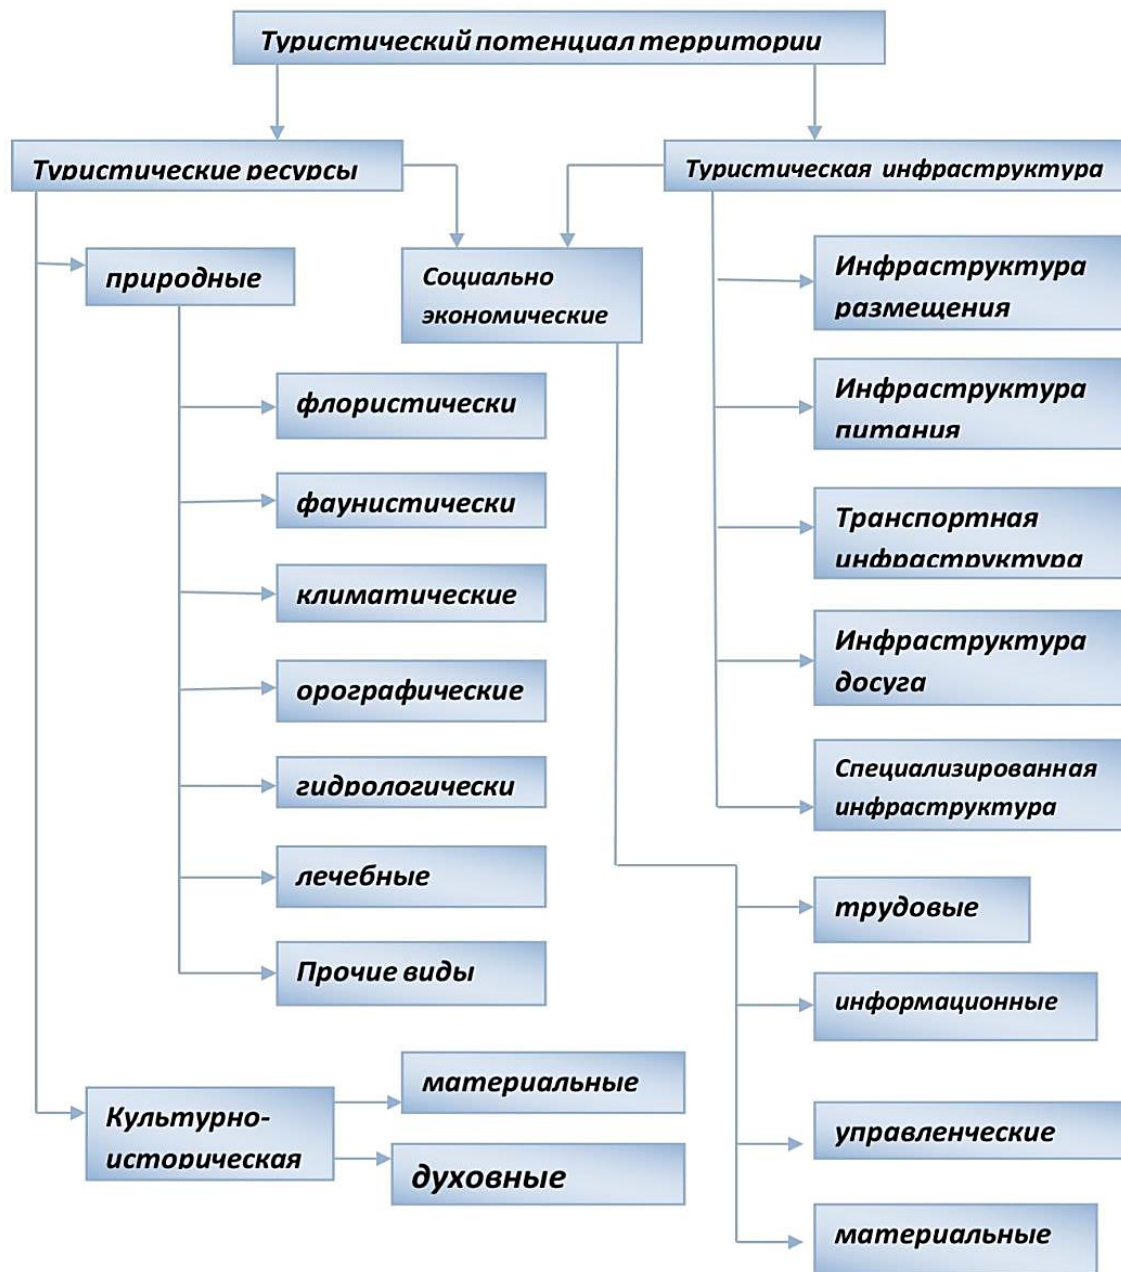 Туристический потенциал территории
Туристические ресурсы
Туристическая инфраструктура
природные
Социально
экономические
Инфраструктура
размещения
флористически
Инфраструктура
питания
фаунистически
Транспортная
инфраструктура
климатические
орографические
Инфраструктура
досуга
гидрологически
Специализированная
инфраструктура
лечебные
трудовые
Прочие виды
информационные
материальные
Культурно-
историческая
духовные
управленческие
материальные